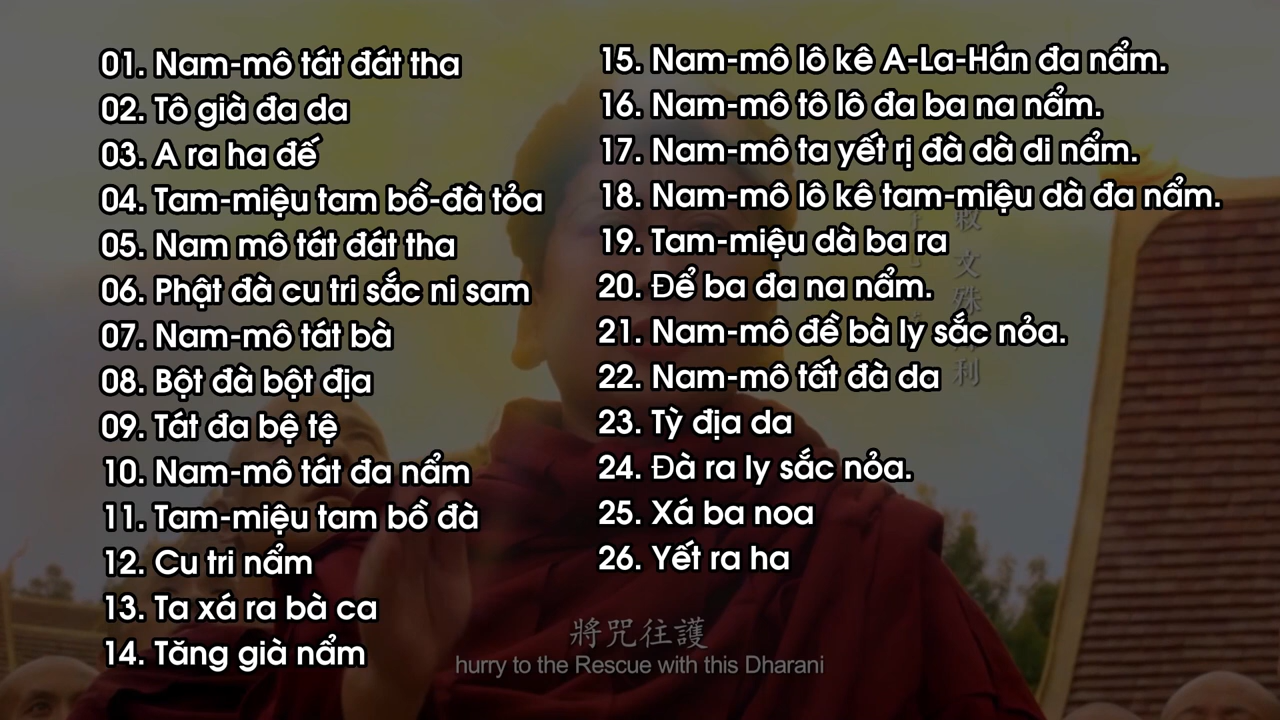 01. Nam-mô tát đát tha
02. Tô già đa da
03. A ra ha đế
04. Tam-miệu tam bồ-đà tỏa
05. Nam mô tát đát tha
06. Phật đà cu tri sắc ni sam
07. Nam-mô tát bà
08. Bột đà bột địa
09. Tát đa bệ tệ
10. Nam-mô tát đa nẩm
11. Tam-miệu tam bồ đà
12. Cu tri nẩm
13. Ta xá ra bà ca
14. Tăng già nẩm
15. Nam-mô lô kê A-La-Hán đa nẩm.
16. Nam-mô tô lô đa ba na nẩm.
17. Nam-mô ta yết rị đà dà di nẩm.
18. Nam-mô lô kê tam-miệu dà đa nẩm.
19. Tam-miệu dà ba ra
20. Để ba đa na nẩm.
21. Nam-mô đề bà ly sắc nỏa.
22. Nam-mô tất đà da
23. Tỳ địa da
24. Đà ra ly sắc nỏa.
25. Xá ba noa
26. Yết ra ha
文殊利
將咒往護
hurry to the Rescue with this Dharani